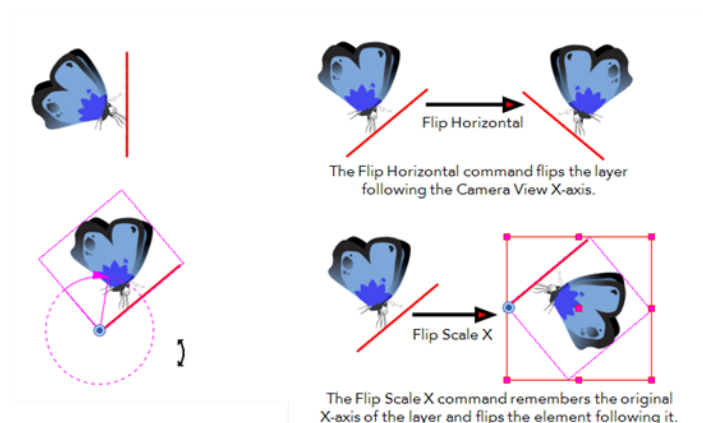 Flip Horizontal
The Flip Horizontal command flips the layer
following the Camera View X-axis.
Flip Scale X
The Flip Scale X command remembers the original
X-axis of the layer and flips the element following it.